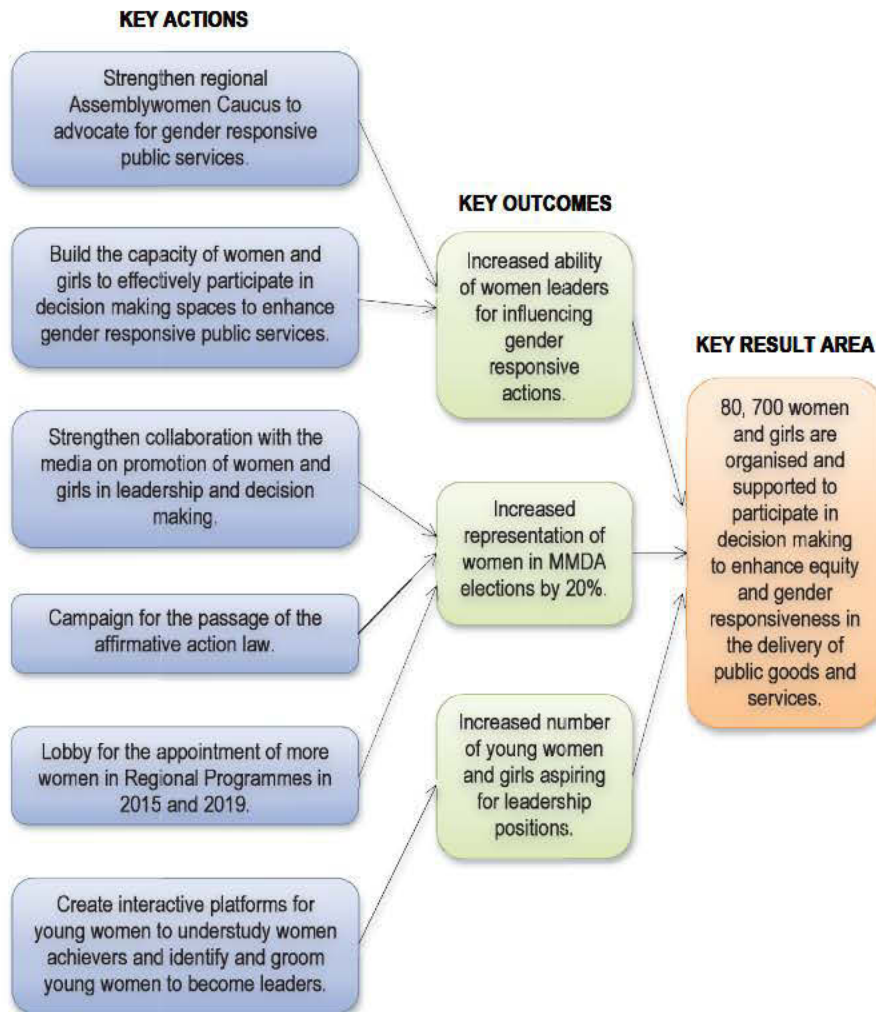 KEY ACTIONS
Strengthen regional
Assemblywomen Caucus to
advocate for gender responsive
public services.
Build the capacity of women and
girls to effectively participate in
decision making spaces to enhance
gender responsive public services.
Strengthen collaboration with the
media on promotion of women and
girls in leadership and decision
making.
Campaign for the passage of the
affirmative action law.
Lobby for the appointment of more
women in Regional Programmes in
2015 and 2019.
Create interactive platforms for
young women to understudy women
achievers and identify and groom
young women to become leaders.
KEY OUTCOMES
Increased ability
of women leaders
for influencing
gender
responsive
actions.
Increased
representation of
women in MMDA
elections by 20%.
Increased number
of young women
and girls aspiring
for leadership
positions.
KEY RESULT AREA
80, 700 women
and girls are
organised and
supported to
participate in
decision making
to enhance equity
and gender
responsiveness in
the delivery of
public goods and
services.